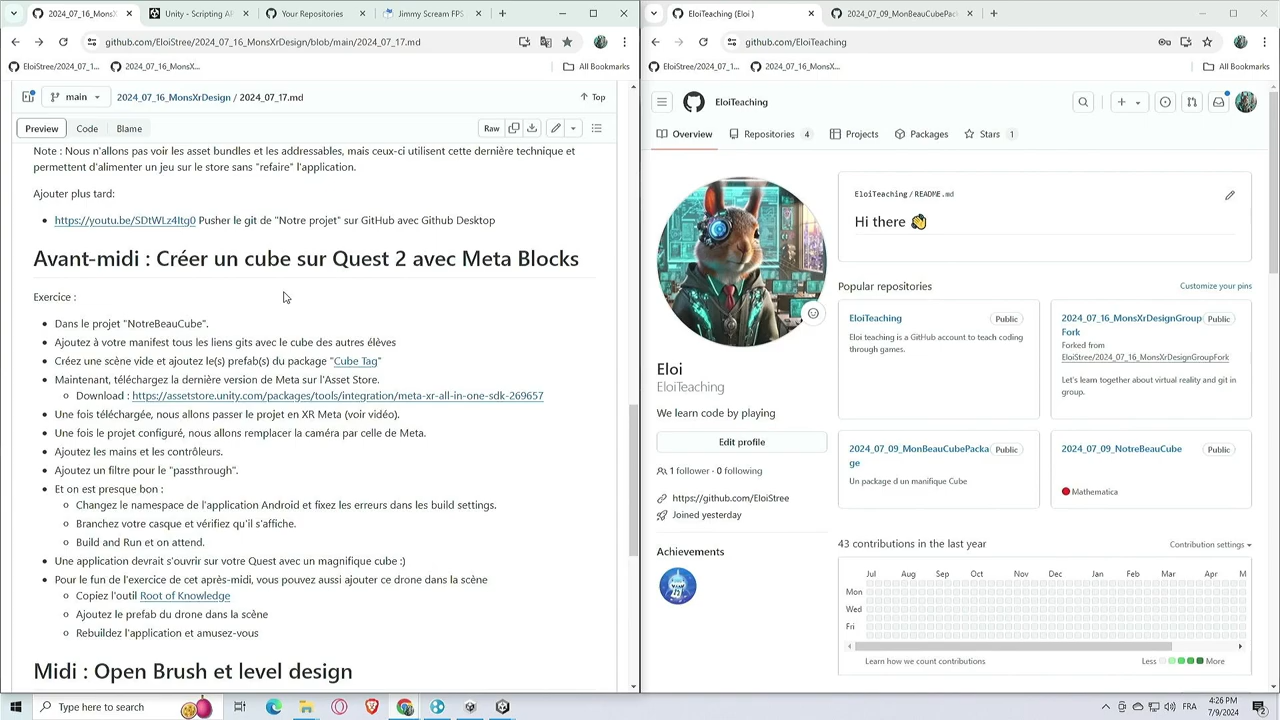 2024_07_16_MonsX
Unity - Scripting AP
Your Repositories
Jimmy Scream FPS
EloiTeaching (Eloi )
2024_07_09_MonBeauCubePack
github.com/EloiStree/2024_07_16_MonsXrDesign/blob/main/2024_07_17.md
github.com/EloiTeaching
EloiStree/2024_07_1...
2024_07_16_MonsX...
All Bookmarks
EloiStree/2024_07_1...
2024_07_16_MonsX...
All Bookmarks
main
2024_07_16_MonsXrDesign / 2024_07_17.md
Top
Preview
Code
Blame
Raw
Note : Nous n'allons pas voir les asset bundles et les addressables, mais ceux-ci utilisent cette dernière technique et
permettent d'alimenter un jeu sur le store sans "refaire" l'application.
Ajouter plus tard:
• https://youtu.be/SDtWLz4Itg0 Pusher le git de "Notre projet" sur GitHub avec Github Desktop
Avant-midi : Créer un cube sur Quest 2 avec Meta Blocks
Exercice :
• Dans le projet "NotreBeauCube".
• Ajoutez à votre manifest tous les liens gits avec le cube des autres élèves
• Créez une scène vide et ajoutez le(s) prefab(s) du package "Cube Tag"
• Maintenant, téléchargez la dernière version de Meta sur l'Asset Store.
Download : https://assetstore.unity.com/packages/tools/integration/meta-xr-all-in-one-sdk-269657
• Une fois téléchargée, nous allons passer le projet en XR Meta (voir vidéo).
• Une fois le projet configuré, nous allons remplacer la caméra par celle de Meta.
• Ajoutez les mains et les contrôleurs.
• Ajoutez un filtre pour le "passthrough".
• Et on est presque bon :
Changez le namespace de l'application Android et fixez les erreurs dans les build settings.
Branchez votre casque et vérifiez qu'il s'affiche.
Build and Run et on attend.
• Une application devrait s'ouvrir sur votre Quest avec un magnifique cube :)
• Pour le fun de l'exercice de cet après-midi, vous pouvez aussi ajouter ce drone dans la scène
Copiez l'outil Root of Knowledge
Ajoutez le prefab du drone dans la scène
Rebuildez l'application et amusez-vous
Midi : Open Brush et level design
EloiTeaching
Overview
Repositories 4
Projects
Packages
Stars 1
EloiTeaching / README.md
Hi there 👋
Popular repositories
Customize your pins
EloiTeaching
Public
Eloi teaching is a GitHub account to teach coding
through games.
2024_07_16_MonsXrDesignGroup
Fork
Public
Forked from
EloiStree/2024_07_16_MonsXrDesignGroupFork
Let's learn together about virtual reality and git in
group.
2024_07_09_MonBeauCubePacka
ge
Public
Un package d un manifique Cube
2024_07_09_NotreBeauCube
Public
Mathematica
Eloi
EloiTeaching
We learn code by playing
Edit profile
1 follower · 0 following
https://github.com/EloiStree
Joined yesterday
Achievements
43 contributions in the last year
Contribution settings
Jul Aug Sep Oct Nov Dec Jan Feb Mar Apr M
Mon
Wed
Fri
Learn how we count contributions
Less
More
Type here to search
FRA
4:26 PM
7/9/2024
2